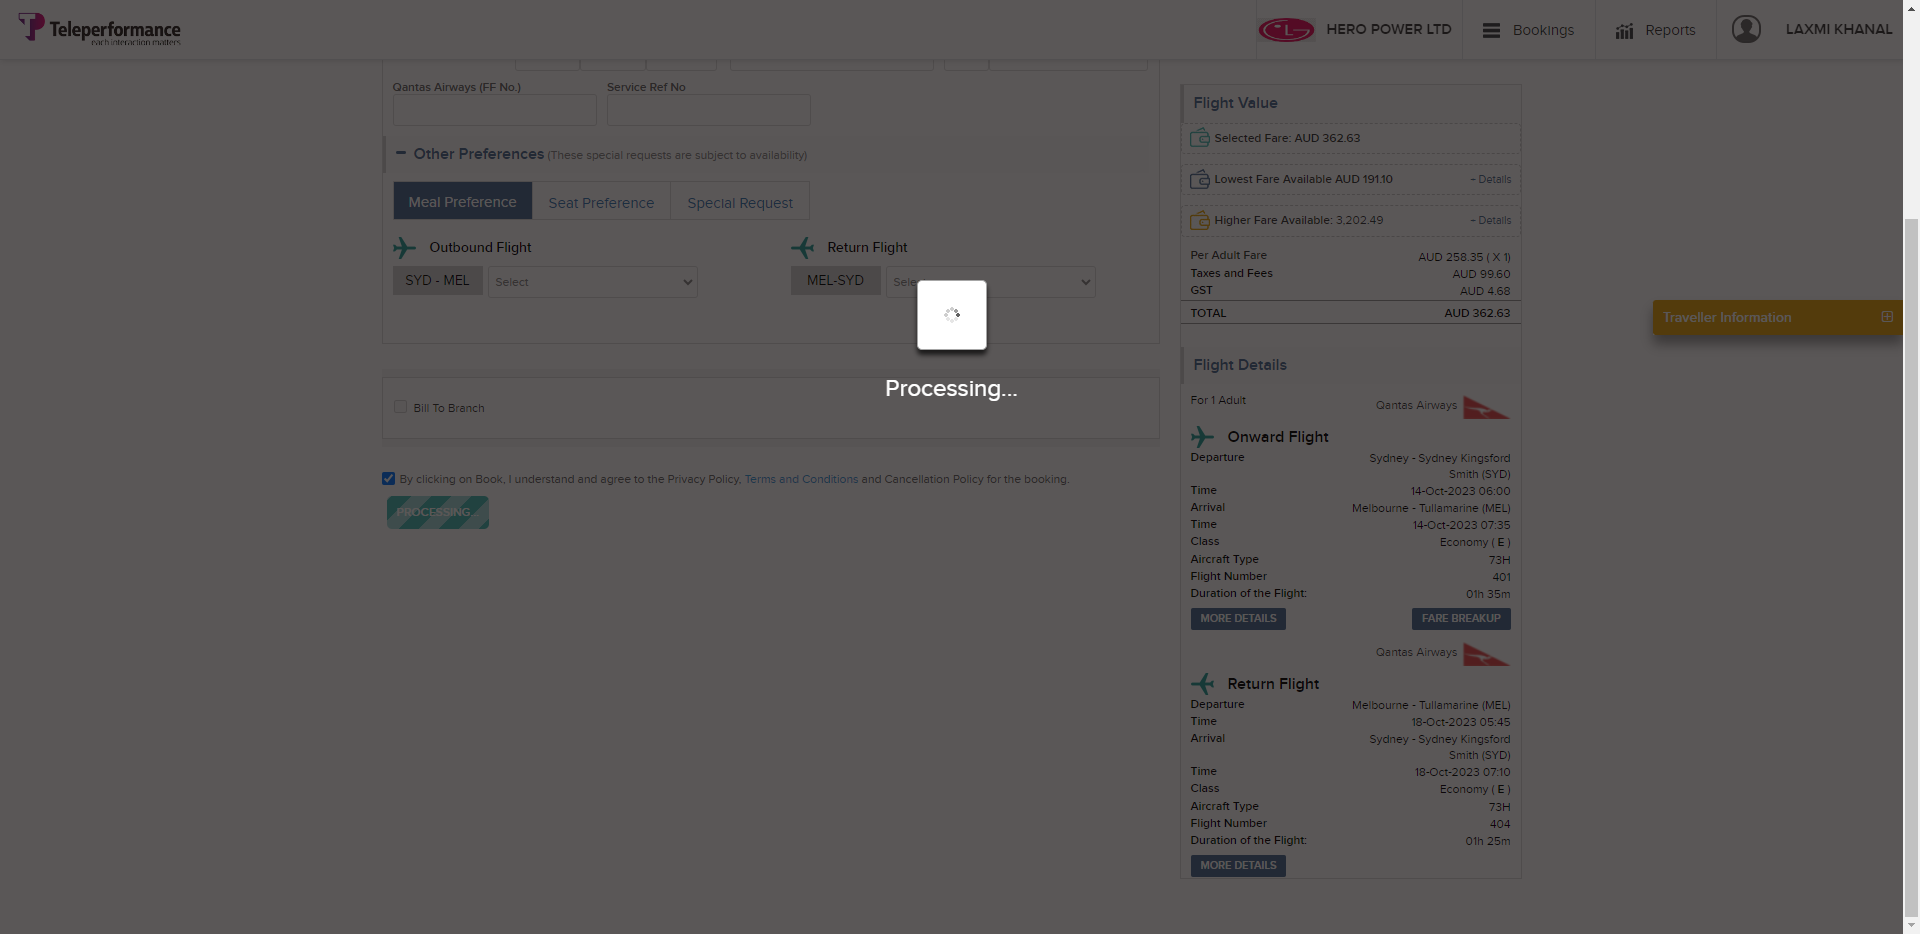 Teleperformance
each interaction matters
HERO POWER LTD
Bookings
Reports
LAXMI KHANAL
Qantas Airways (FF No.)
Service Ref No
Other Preferences (These special requests are subject to availability)
Meal Preference
Seat Preference
Special Request
Outbound Flight
Return Flight
SYD - MEL
Select
MEL-SYD
Processing...
Bill To Branch
By clicking on Book, I understand and agree to the Privacy Policy, Terms and Conditions and Cancellation Policy for the booking.
PROCESSING...
Flight Value
Selected Fare: AUD 362.63
Lowest Fare Available AUD 191.10
- Details
Higher Fare Available: 3,202.49
- Details
Per Adult Fare AUD 258.35 ( X 1)
Taxes and Fees AUD 99.60
GST AUD 4.68
TOTAL AUD 362.63
Traveller Information
Flight Details
For 1 Adult
Qantas Airways
Onward Flight
Departure Sydney - Sydney Kingsford
Smith (SYD)
Time 14-Oct-2023 06:00
Arrival Melbourne - Tullamarine (MEL)
Time 14-Oct-2023 07:35
Class Economy ( E )
Aircraft Type 73H
Flight Number 401
Duration of the Flight: 01h 35m
MORE DETAILS
FARE BREAKUP
Qantas Airways
Return Flight
Departure Melbourne - Tullamarine (MEL)
Time 18-Oct-2023 05:45
Arrival Sydney - Sydney Kingsford
Smith (SYD)
Time 18-Oct-2023 07:10
Class Economy ( E )
Aircraft Type 73H
Flight Number 404
Duration of the Flight: 01h 25m
MORE DETAILS